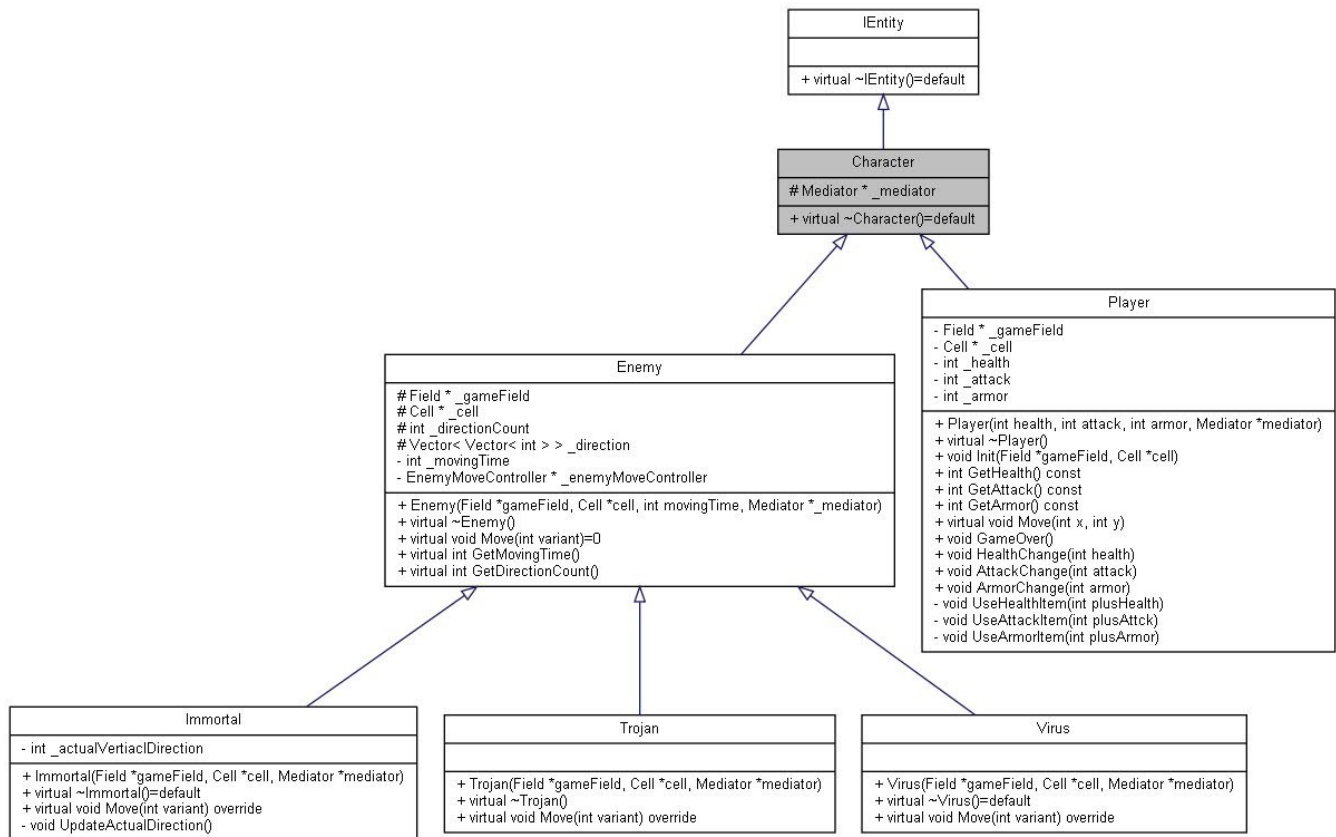 IEntity
+ virtual ~IEntity()=default
Character
# Mediator * _mediator
+ virtual ~Character()=default
Player
- Field * _gameField
- Cell * _cell
- int _health
- int _attack
- int _armor
+ Player(int health, int attack, int armor, Mediator *mediator)
+ virtual ~Player()
+ void Init(Field *gameField, Cell *cell)
+ int GetHealth() const
+ int GetAttack() const
+ int GetArmor() const
+ virtual void Move(int x, int y)
+ void GameOver()
+ void HealthChange(int health)
+ void AttackChange(int attack)
+ void ArmorChange(int armor)
- void UseHealthItem(int plusHealth)
- void UseAttackItem(int plusAttck)
- void UseArmorItem(int plusArmor)
Enemy
# Field * _gameField
# Cell * _cell
# int _directionCount
# Vector< Vector< int > > _direction
- int _movingTime
- EnemyMoveController * _enemyMoveController
+ Enemy(Field *gameField, Cell *cell, int movingTime, Mediator *_mediator)
+ virtual ~Enemy()
+ virtual void Move(int variant)=0
+ virtual int GetMovingTime()
+ virtual int GetDirectionCount()
Immortal
- int _actualVertiaclDirection
+ Immortal(Field *gameField, Cell *cell, Mediator *mediator)
+ virtual ~Immortal()=default
+ virtual void Move(int variant) override
- void UpdateActualDirection()
Trojan
+ Trojan(Field *gameField, Cell *cell, Mediator *mediator)
+ virtual ~Trojan()
+ virtual void Move(int variant) override
Virus
+ Virus(Field *gameField, Cell *cell, Mediator *mediator)
+ virtual ~Virus()=default
+ virtual void Move(int variant) override